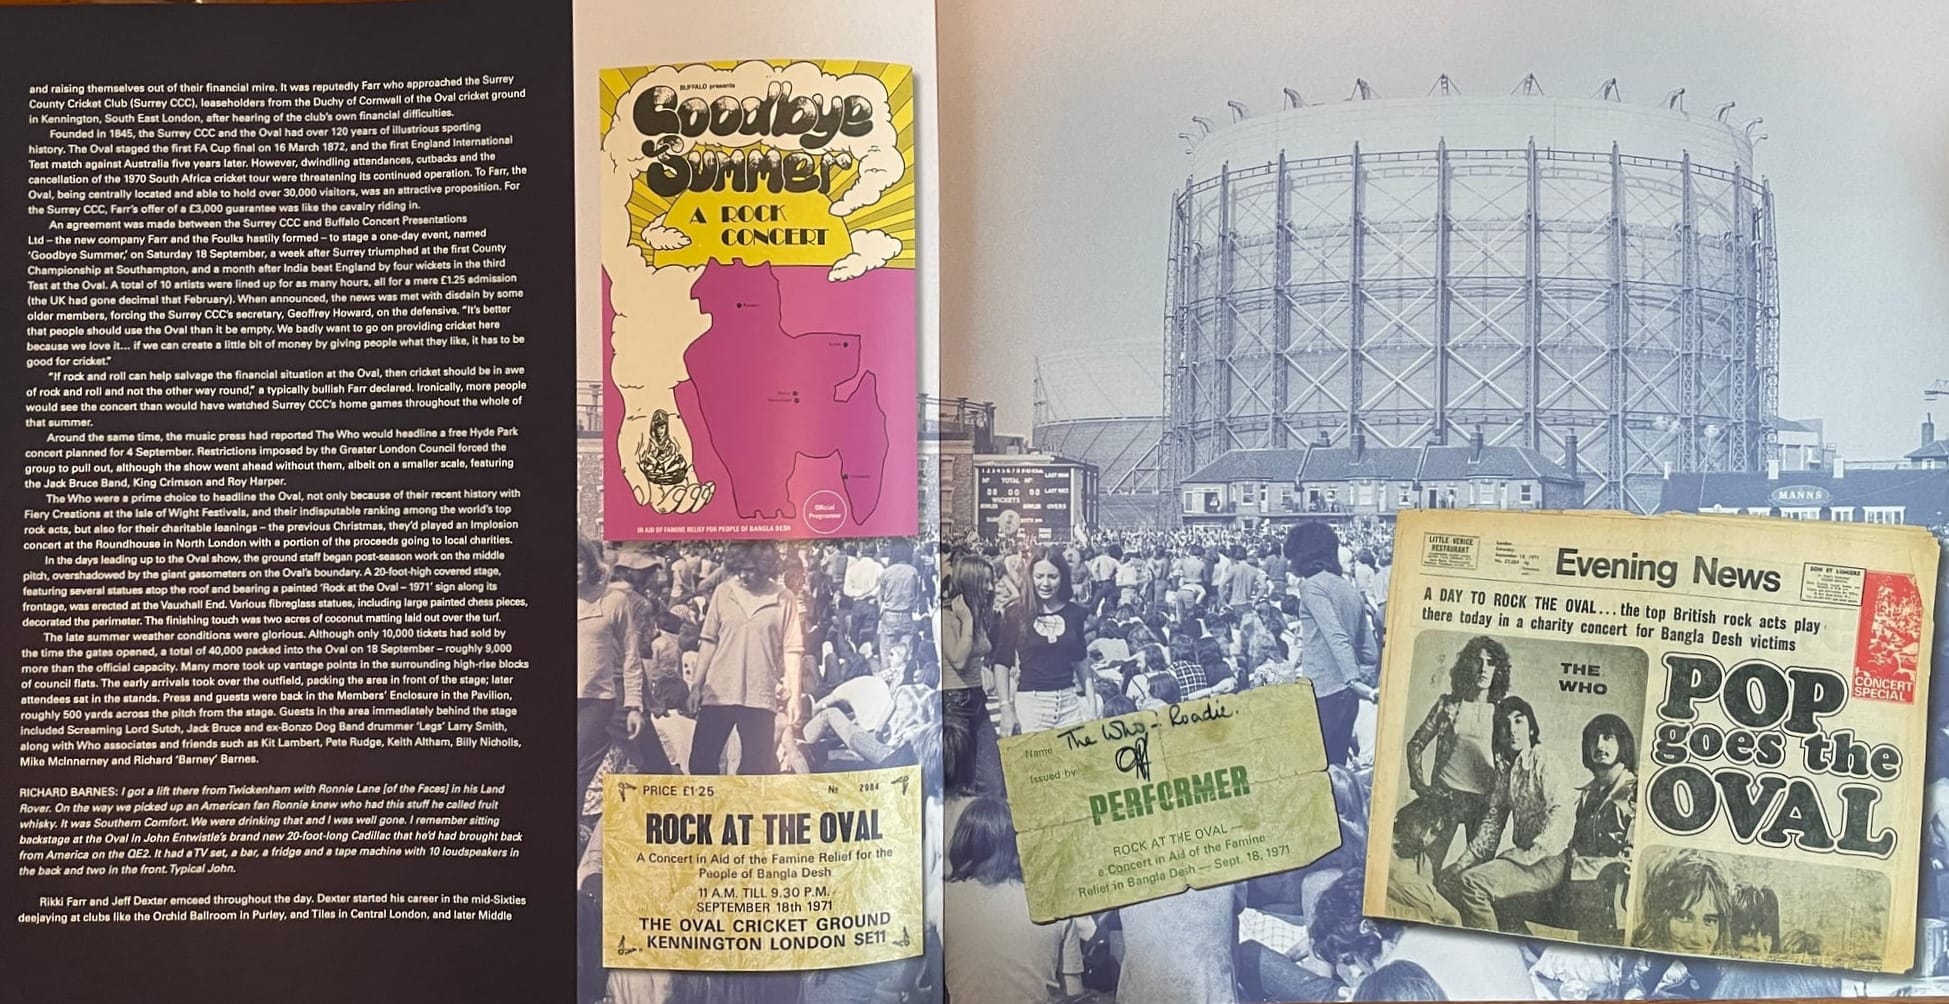 and raising themselves out of their financial mire. It was reputedly Farr who approached the Surrey
County Cricket Club (Surrey CCC), leaseholders from the Duchy of Cornwall of the Oval cricket ground
in Kennington, South East London, after hearing of the club's own financial difficulties.
Founded in 1845, the Surrey CCC and the Oval had over 120 years of illustrious sporting
history. The Oval staged the first FA Cup final on 16 March 1872, and the first England International
Test match against Australia five years later. However, dwindling attendances, cutbacks and the
cancellation of the 1970 South Africa cricket tour were threatening its continued operation. To Farr, the
Oval, being centrally located and able to hold over 30,000 visitors, was an attractive proposition. For
the Surrey CCC, Farr's offer of a £3,000 guarantee was like the cavalry riding in.
An agreement was made between the Surrey CCC and Buffalo Concert Presentations
Ltd – the new company Farr and the Foulks hastily formed – to stage a one-day event, named
'Goodbye Summer,' on Saturday 18 September, a week after Surrey triumphed at the first County
Championship at Southampton, and a month after India beat England by four wickets in the third
Test at the Oval. A total of 10 artists were lined up for as many hours, all for a mere £1.25 admission
(the UK had gone decimal that February). When announced, the news was met with disdain by some
older members, forcing the Surrey CCC's secretary, Geoffrey Howard, on the defensive. "It's better
that people should use the Oval than it be empty. We badly want to go on providing cricket here
because we love it... if we can create a little bit of money by giving people what they like, it has to be
good for cricket."
"If rock and roll can help salvage the financial situation at the Oval, then cricket should be in awe
of rock and roll and not the other way round," a typically bullish Farr declared. Ironically, more people
would see the concert than would have watched Surrey CCC's home games throughout the whole of
that summer.
Around the same time, the music press had reported The Who would headline a free Hyde Park
concert planned for 4 September. Restrictions imposed by the Greater London Council forced the
group to pull out, although the show went ahead without them, albeit on a smaller scale, featuring
the Jack Bruce Band, King Crimson and Roy Harper.
The Who were a prime choice to headline the Oval, not only because of their recent history with
Fiery Creations at the Isle of Wight Festivals, and their indisputable ranking among the world's top
rock acts, but also for their charitable leanings – the previous Christmas, they'd played an Implosion
concert at the Roundhouse in North London with a portion of the proceeds going to local charities.
In the days leading up to the Oval show, the ground staff began post-season work on the middle
pitch, overshadowed by the giant gasometers on the Oval's boundary. A 20-foot-high covered stage,
featuring several statues atop the roof and bearing a painted 'Rock at the Oval – 1971' sign along its
frontage, was erected at the Vauxhall End. Various fibreglass statues, including large painted chess pieces,
decorated the perimeter. The finishing touch was two acres of coconut matting laid out over the turf.
The late summer weather conditions were glorious. Although only 10,000 tickets had sold by
the time the gates opened, a total of 40,000 packed into the Oval on 18 September – roughly 9,000
more than the official capacity. Many more took up vantage points in the surrounding high-rise blocks
of council flats. The early arrivals took over the outfield, packing the area in front of the stage; later
attendees sat in the stands. Press and guests were back in the Members' Enclosure in the Pavilion,
roughly 500 yards across the pitch from the stage. Guests in the area immediately behind the stage
included Screaming Lord Sutch, Jack Bruce and ex-Bonzo Dog Band drummer 'Legs' Larry Smith,
along with Who associates and friends such as Kit Lambert, Pete Rudge, Keith Altham, Billy Nicholls,
Mike McInnerney and Richard 'Barney' Barnes.
RICHARD BARNES: I got a lift there from Twickenham with Ronnie Lane [of the Faces] in his Land
Rover. On the way we picked up an American fan Ronnie knew who had this stuff he called fruit
whisky. It was Southern Comfort. We were drinking that and I was well gone. I remember sitting
backstage at the Oval in John Entwistle's brand new 20-foot-long Cadillac that he'd had brought back
from America on the QE2. It had a TV set, a bar, a fridge and a tape machine with 10 loudspeakers in
the back and two in the front. Typical John.
Rikki Farr and Jeff Dexter emceed throughout the day. Dexter started his career in the mid-Sixties
deejaying at clubs like the Orchid Ballroom in Purley, and Tiles in Central London, and later Middle
BUFFALO presents
Goodbye
Summer
A ROCK
CONCERT
Official
Programme
IN AID OF FAMINE RELIEF FOR PEOPLE OF BANGLA DESH
PRICE £1·25
No 2984
ROCK AT THE OVAL
A Concert in Aid of the Famine Relief for the
People of Bangla Desh
11 A.M. TILL 9.30 P.M.
SEPTEMBER 18th 1971
THE OVAL CRICKET GROUND
KENNINGTON LONDON SE11
No TOTAL No
LAST MAN
00 00 00
LAST WKT
WICKETS
BOWLER
BOWLER
OVERS
MANNS
Name The Who - Roadie.
Issued by
PERFORMER
ROCK AT THE OVAL —
a Concert in Aid of the Famine
Relief in Bangla Desh — Sept. 18, 1971
LITTLE VENICE
RESTAURANT
Evening News
SON ET LUMIERE
A DAY TO ROCK THE OVAL... the top British rock acts play
there today in a charity concert for Bangla Desh victims
CONCERT
SPECIAL
THE
WHO
POP
goes the
OVAL